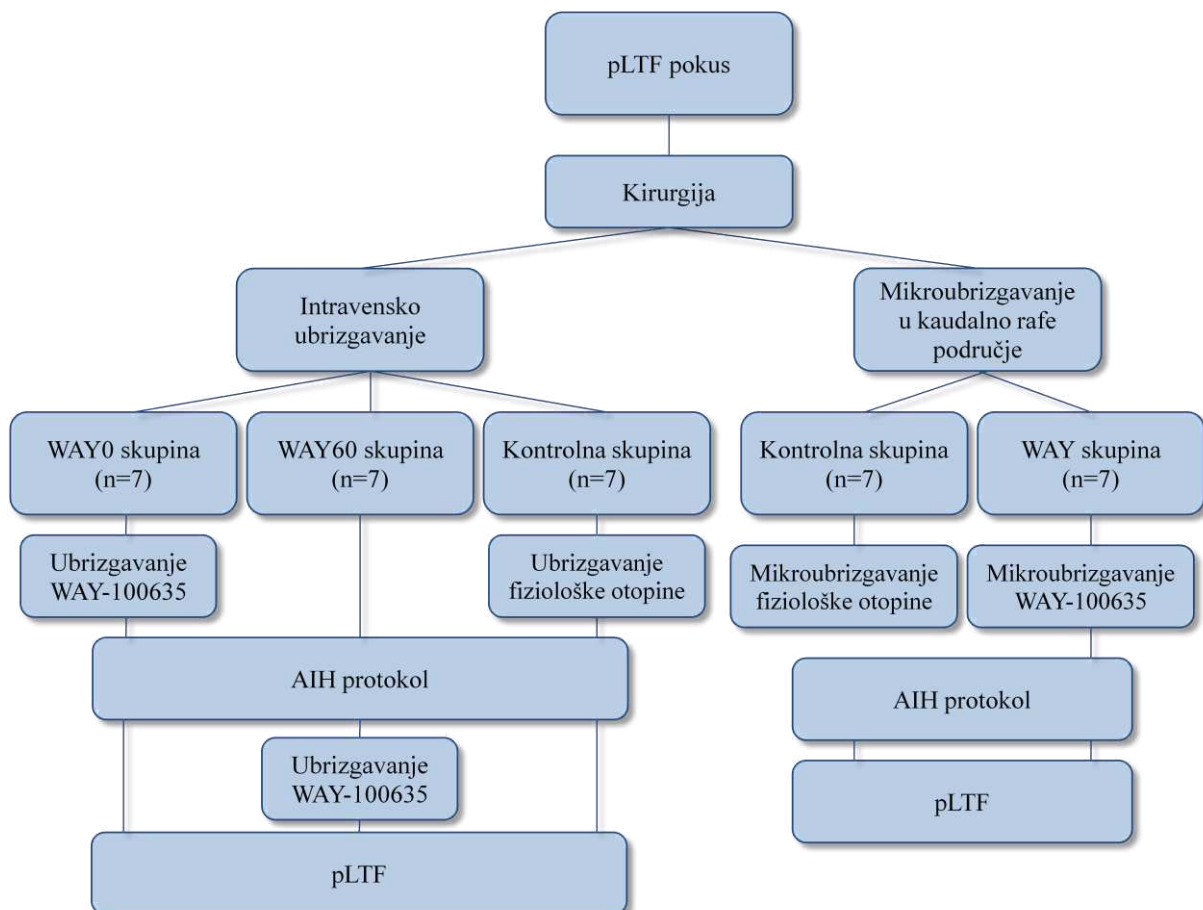 pLTF pokus
Kirurgija
Intravensko
ubrizgavanje
Mikroubrizgavanje
u kaudalno rafe
područje
WAY0 skupina
(n=7)
WAY60 skupina
(n=7)
Kontrolna skupina
(n=7)
Kontrolna skupina
(n=7)
WAY skupina
(n=7)
Ubrizgavanje
WAY-100635
Ubrizgavanje
fiziološke otopine
Mikroubrizgavanje
fiziološke otopine
Mikroubrizgavanje
WAY-100635
AIH protokol
AIH protokol
Ubrizgavanje
WAY-100635
pLTF
pLTF